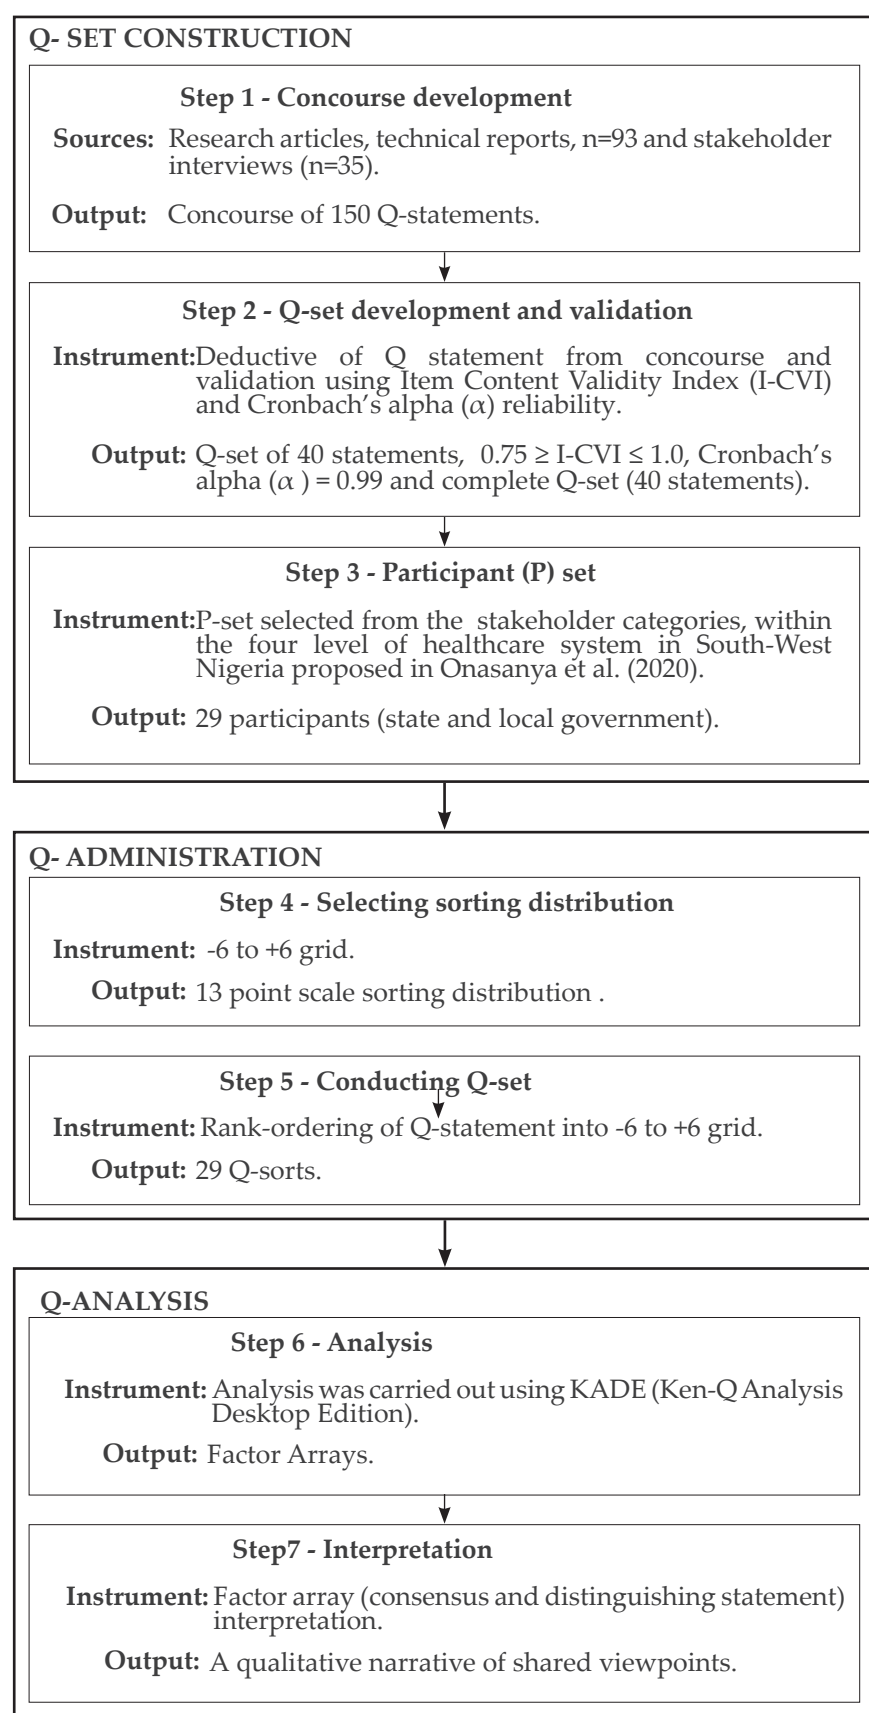 Q- SET CONSTRUCTION
Step 1 - Concourse development
Sources: Research articles, technical reports, n=93 and stakeholder
interviews (n=35).
Output: Concourse of 150 Q-statements.
Step 2 - Q-set development and validation
Instrument:Deductive of Q statement from concourse and
validation using Item Content Validity Index (I-CVI)
and Cronbach's alpha (α) reliability.
Output: Q-set of 40 statements, 0.75 ≥ I-CVI ≤ 1.0, Cronbach's
alpha (α ) = 0.99 and complete Q-set (40 statements).
Step 3 - Participant (P) set
Instrument:P-set selected from the stakeholder categories, within
the four level of healthcare system in South-West
Nigeria proposed in Onasanya et al. (2020).
Output: 29 participants (state and local government).
Q- ADMINISTRATION
Step 4 - Selecting sorting distribution
Instrument: -6 to +6 grid.
Output: 13 point scale sorting distribution .
Step 5 - Conducting Q-set
Instrument: Rank-ordering of Q-statement into -6 to +6 grid.
Output: 29 Q-sorts.
Q-ANALYSIS
Step 6 - Analysis
Instrument: Analysis was carried out using KADE (Ken-Q Analysis
Desktop Edition).
Output: Factor Arrays.
Step7 - Interpretation
Instrument: Factor array (consensus and distinguishing statement)
interpretation.
Output: A qualitative narrative of shared viewpoints.